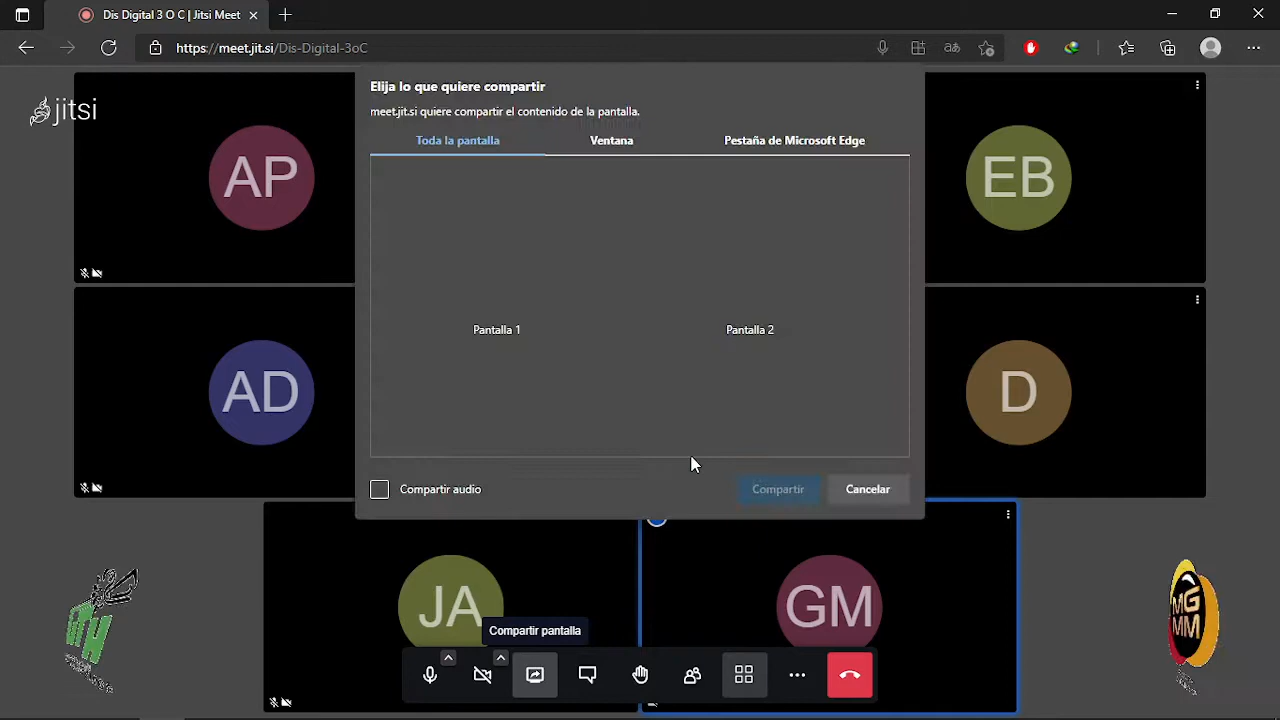 Dis Digital 3 O C | Jitsi Meet
https://meet.jit.si/Dis-Digital-3oC
jitsi
Elija lo que quiere compartir
meet.jit.si quiere compartir el contenido de la pantalla.
Toda la pantalla
Ventana
Pestaña de Microsoft Edge
AP
EB
Pantalla 1
Pantalla 2
AD
D
Compartir audio
Compartir
Cancelar
JA
GM
Compartir pantalla
MG
MM